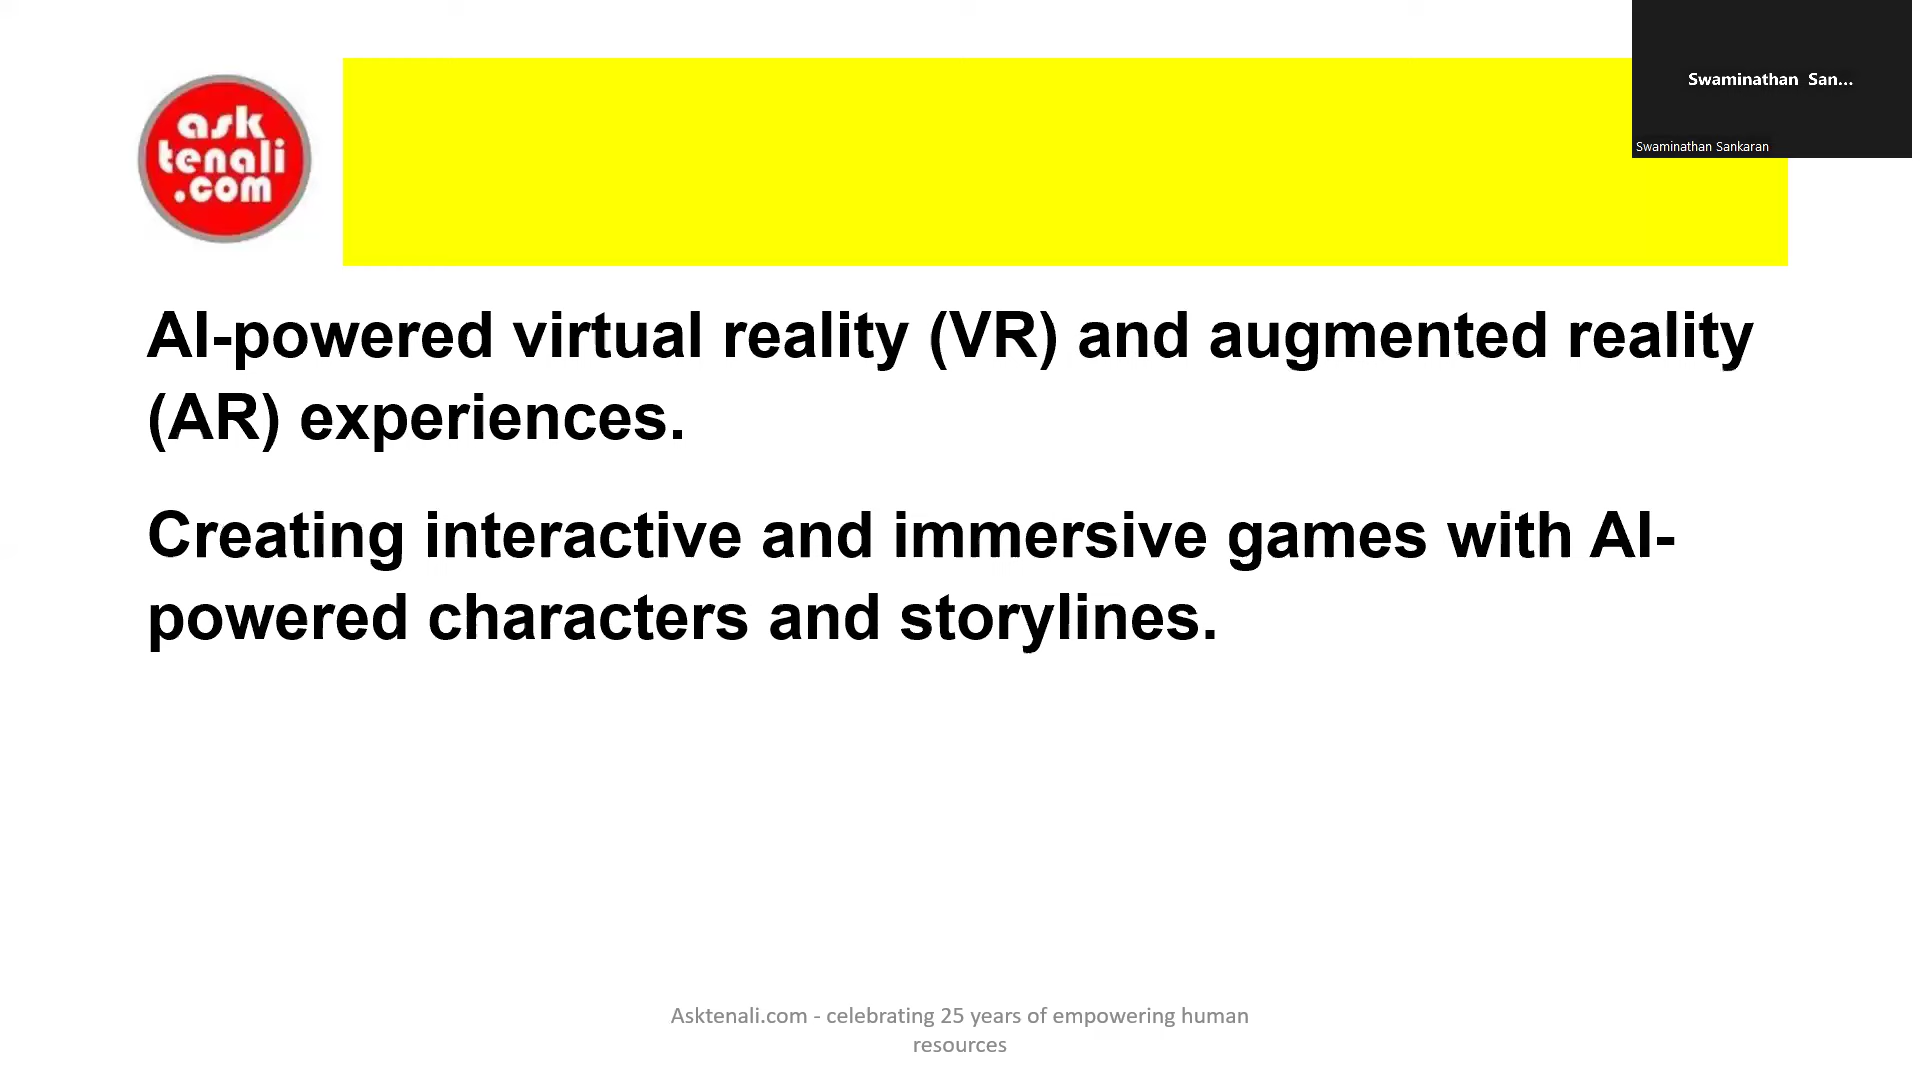 ask
tenali
.com
Swaminathan San...
Swaminathan Sankaran
AI-powered virtual reality (VR) and augmented reality
(AR) experiences.
Creating interactive and immersive games with AI-
powered characters and storylines.
Asktenali.com - celebrating 25 years of empowering human
resources